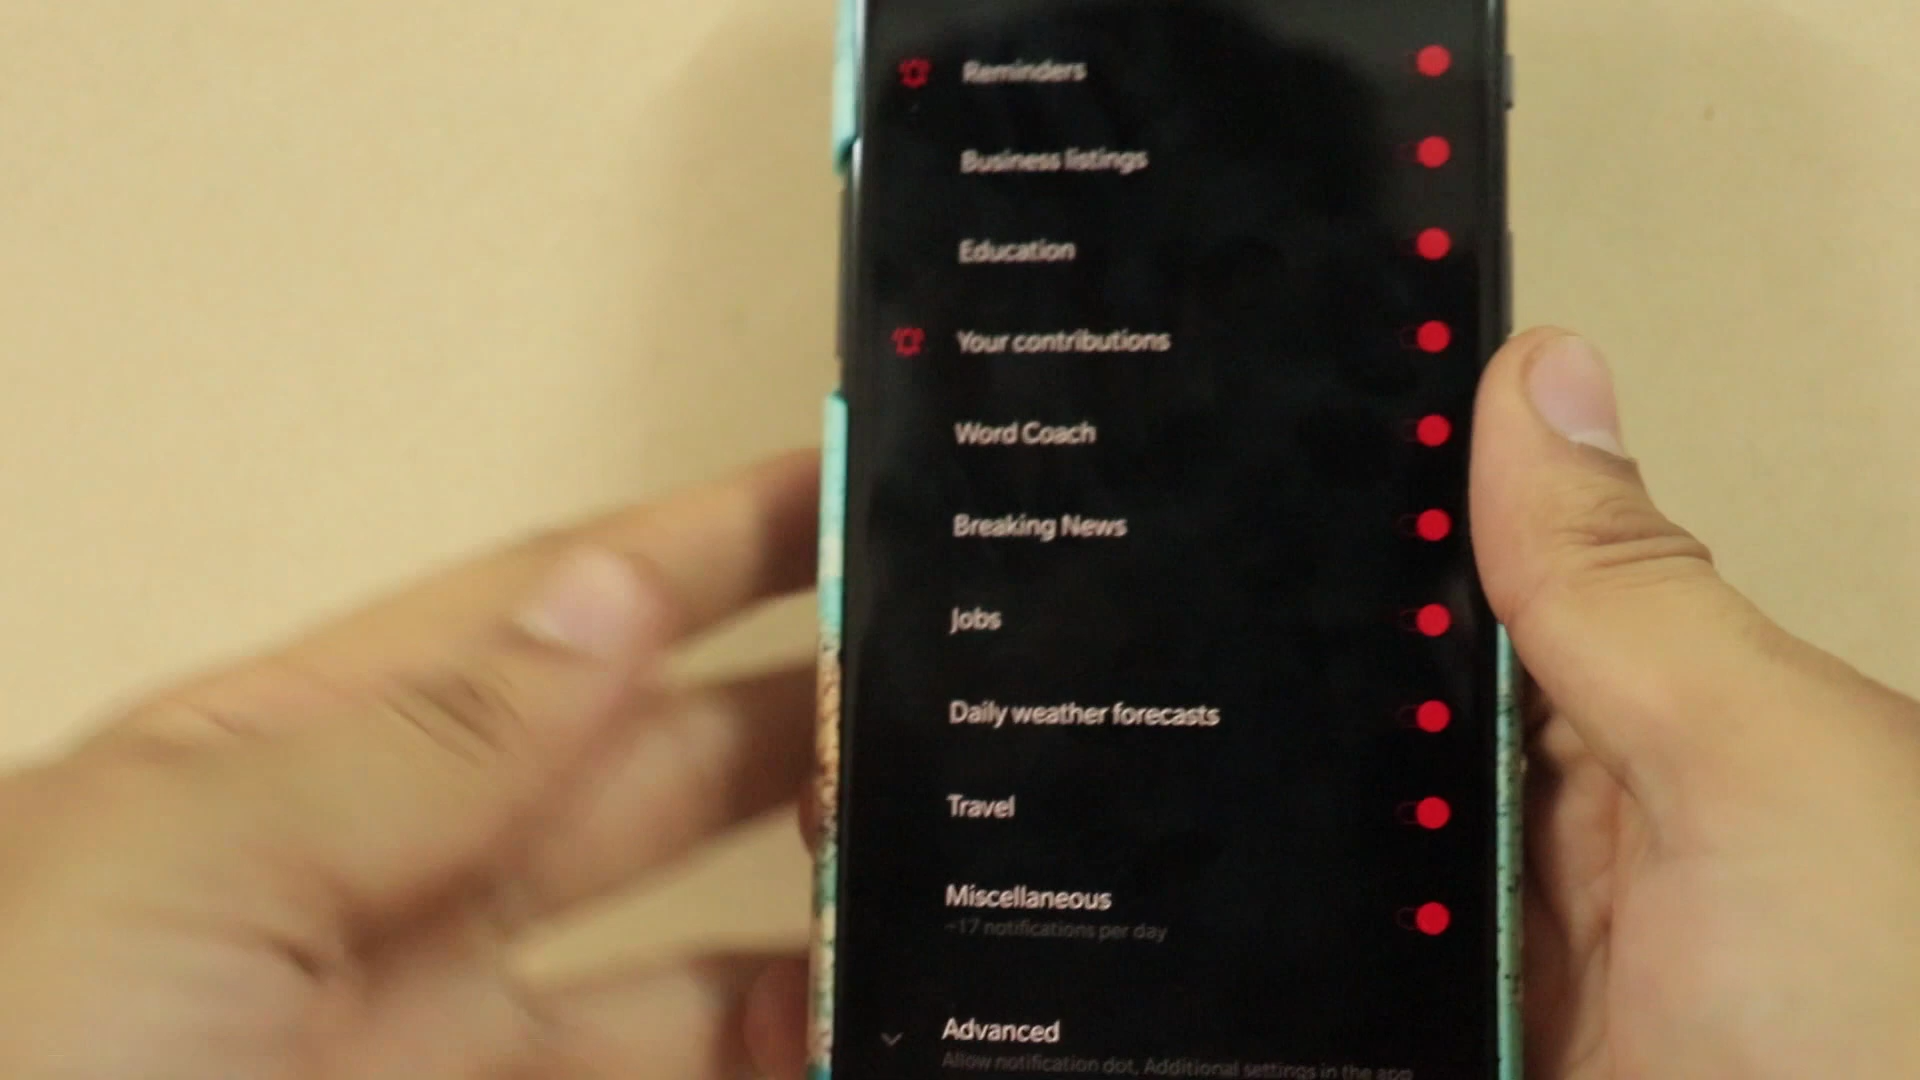 Reminders
Business listings
Education
Your contributions
Word Coach
Breaking News
Jobs
Daily weather forecasts
Travel
Miscellaneous
~17 notifications per day
Advanced
Allow notification dot, Additional settings in the app